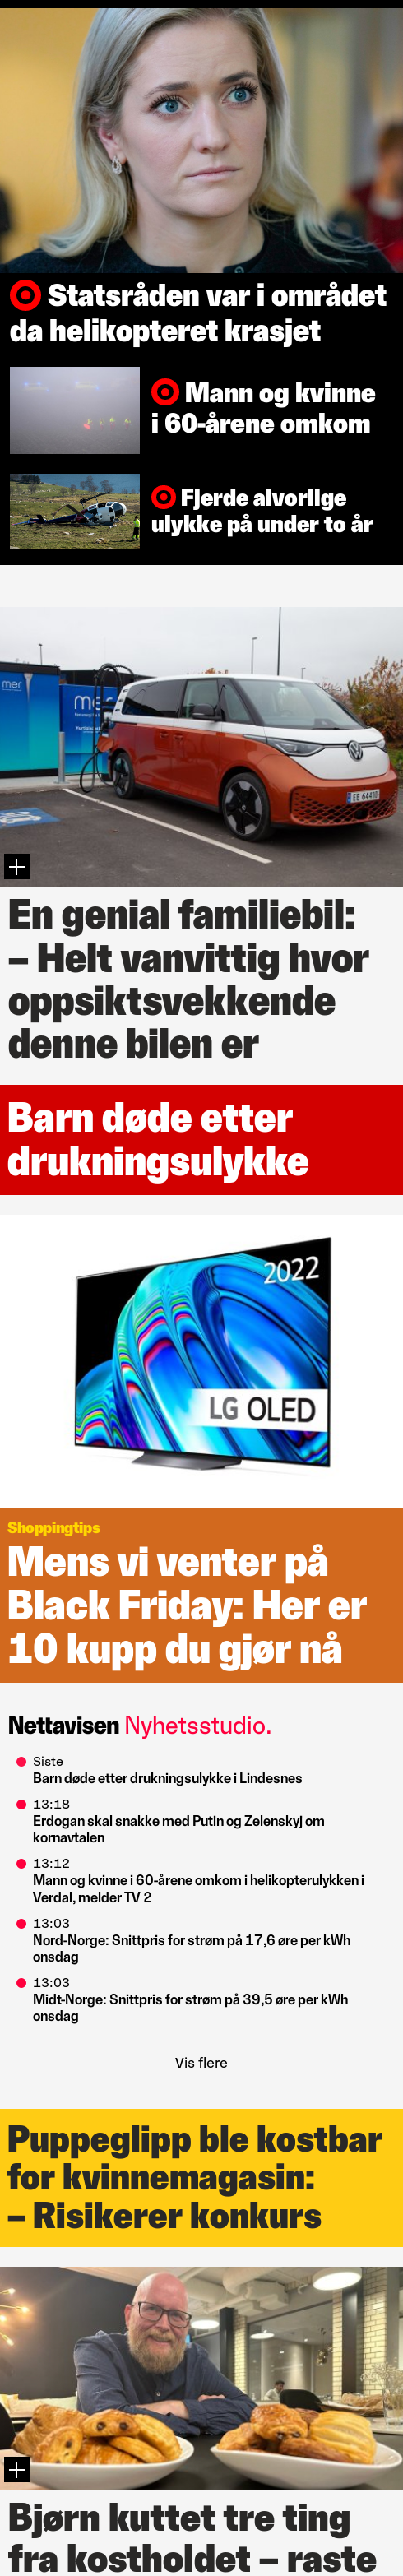 Statsråden var i området
da helikopteret krasjet
Mann og kvinne
i 60-årene omkom
Fjerde alvorlige
ulykke på under to år
mer
me
EE 64418
En genial familiebil:
– Helt vanvittig hvor
oppsiktsvekkende
denne bilen er
Barn døde etter
drukningsulykke
2022
LG OLED
Shoppingtips
Mens vi venter på
Black Friday: Her er
10 kupp du gjør nå
Nettavisen Nyhetsstudio.
Siste
Barn døde etter drukningsulykke i Lindesnes
13:18
Erdogan skal snakke med Putin og Zelenskyj om
kornavtalen
13:12
Mann og kvinne i 60-årene omkom i helikopterulykken i
Verdal, melder TV 2
13:03
Nord-Norge: Snittpris for strøm på 17,6 øre per kWh
onsdag
13:03
Midt-Norge: Snittpris for strøm på 39,5 øre per kWh
onsdag
Vis flere
Puppeglipp ble kostbar
for kvinnemagasin:
– Risikerer konkurs
Bjørn kuttet tre ting
fra kostholdet – raste